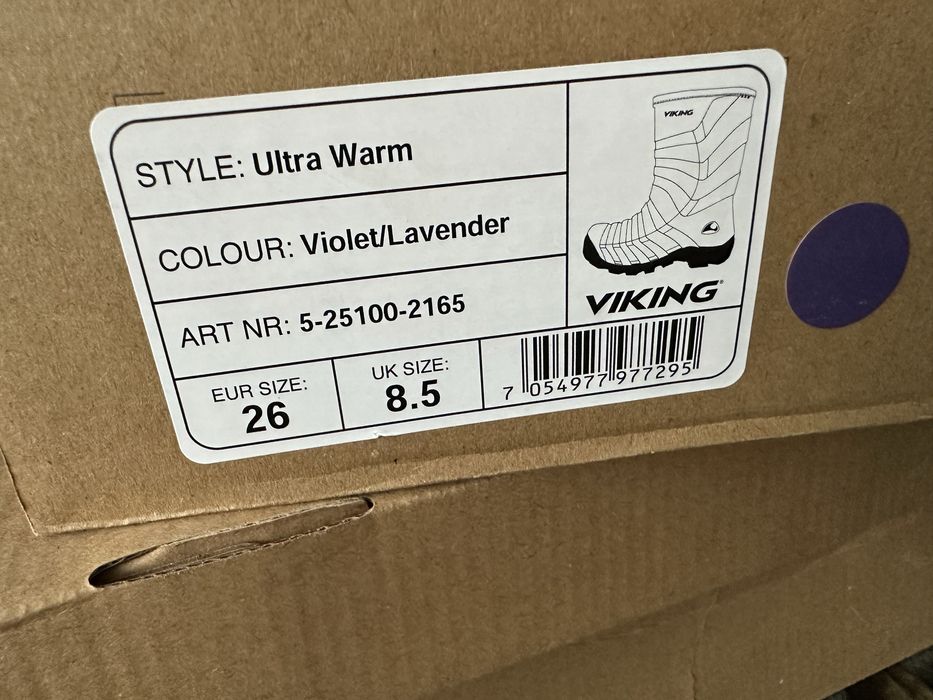 STYLE: Ultra Warm
COLOUR: Violet/Lavender
ART NR: 5-25100-2165
EUR SIZE:
26
UK SIZE:
8.5
VIKING
VIKING®
7 054977 977295